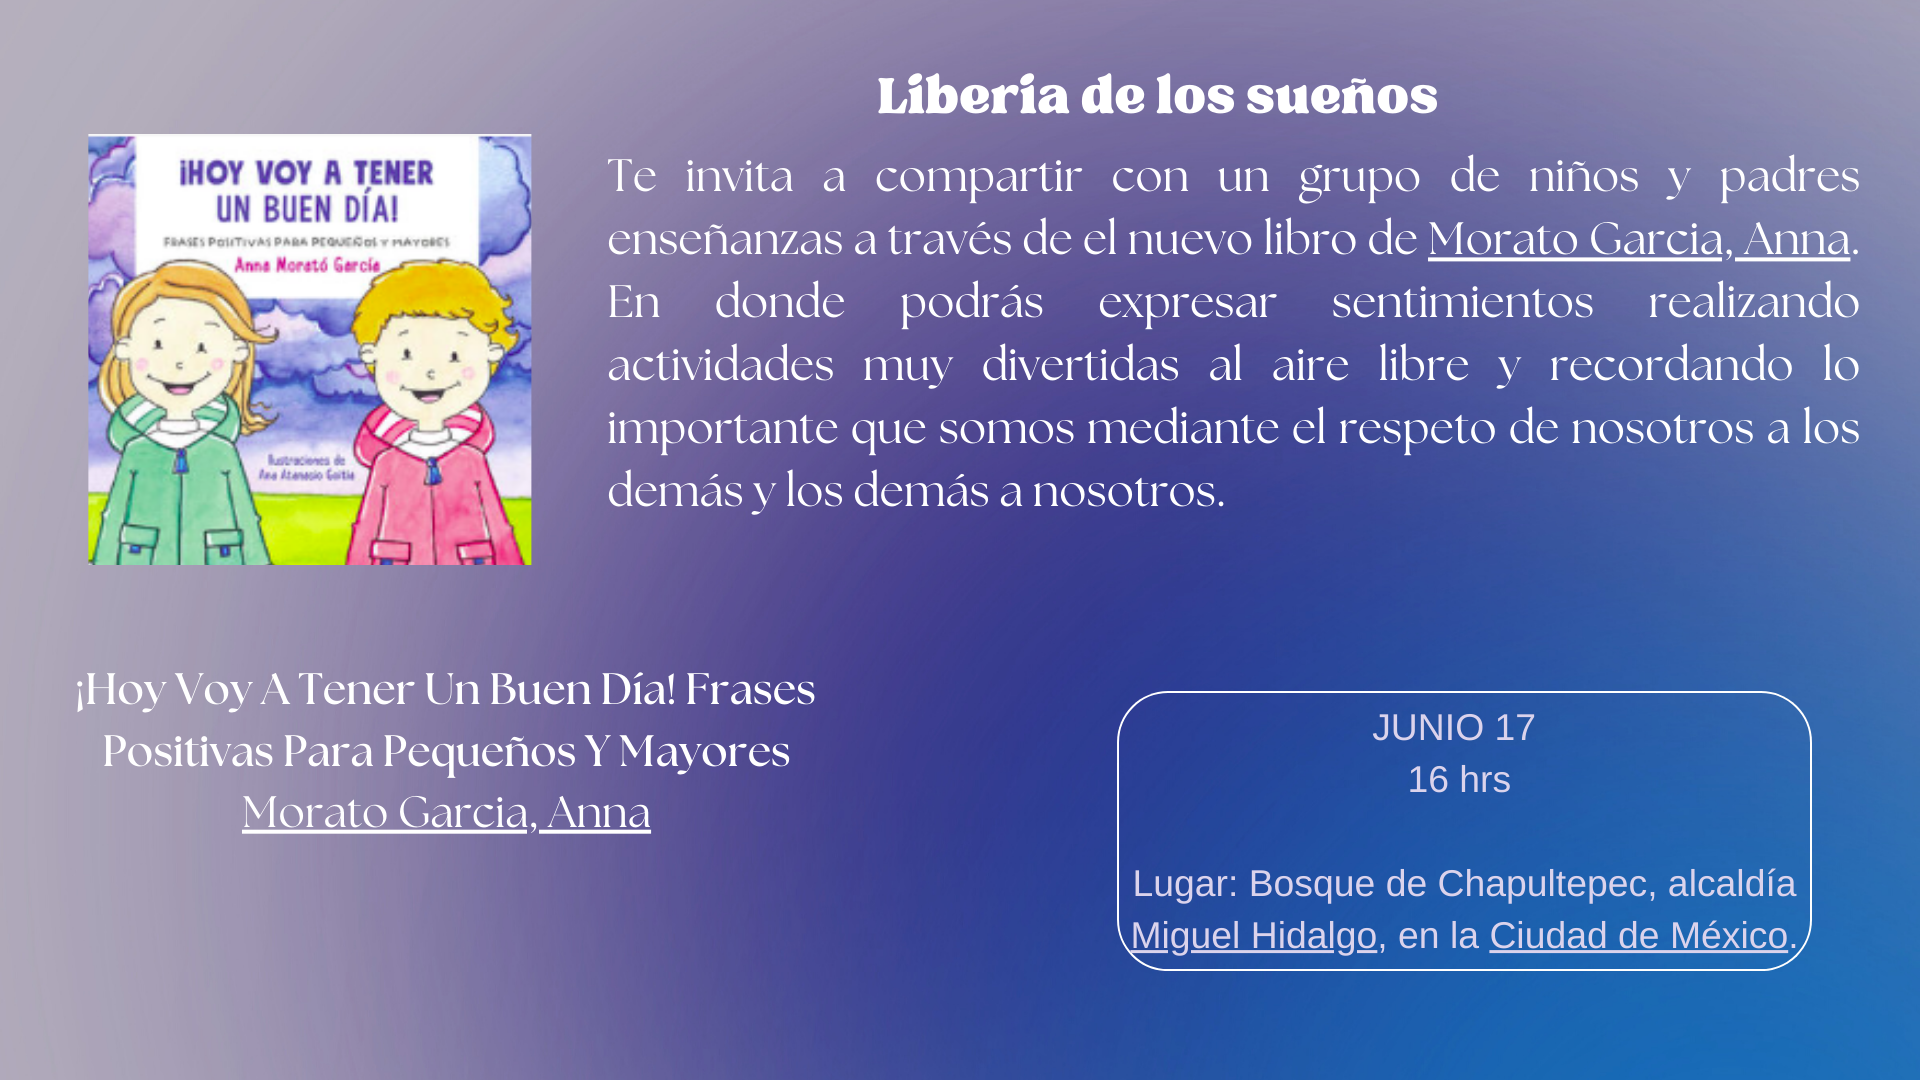 Libería de los sueños
¡HOY VOY A TENER
UN BUEN DÍA!
FRASES POSITIVAS PARA PEQUEÑOS Y MAYORES
Anna Morató García
Ilustraciones de
Ana Atanasio Goitia
Te invita a compartir con un grupo de niños y padres
enseñanzas a través de el nuevo libro de Morato Garcia, Anna.
En donde podrás expresar sentimientos realizando
actividades muy divertidas al aire libre y recordando lo
importante que somos mediante el respeto de nosotros a los
demás y los demás a nosotros.
¡Hoy Voy A Tener Un Buen Día! Frases
Positivas Para Pequeños Y Mayores
Morato Garcia, Anna
JUNIO 17
16 hrs
Lugar: Bosque de Chapultepec, alcaldía
Miguel Hidalgo, en la Ciudad de México.